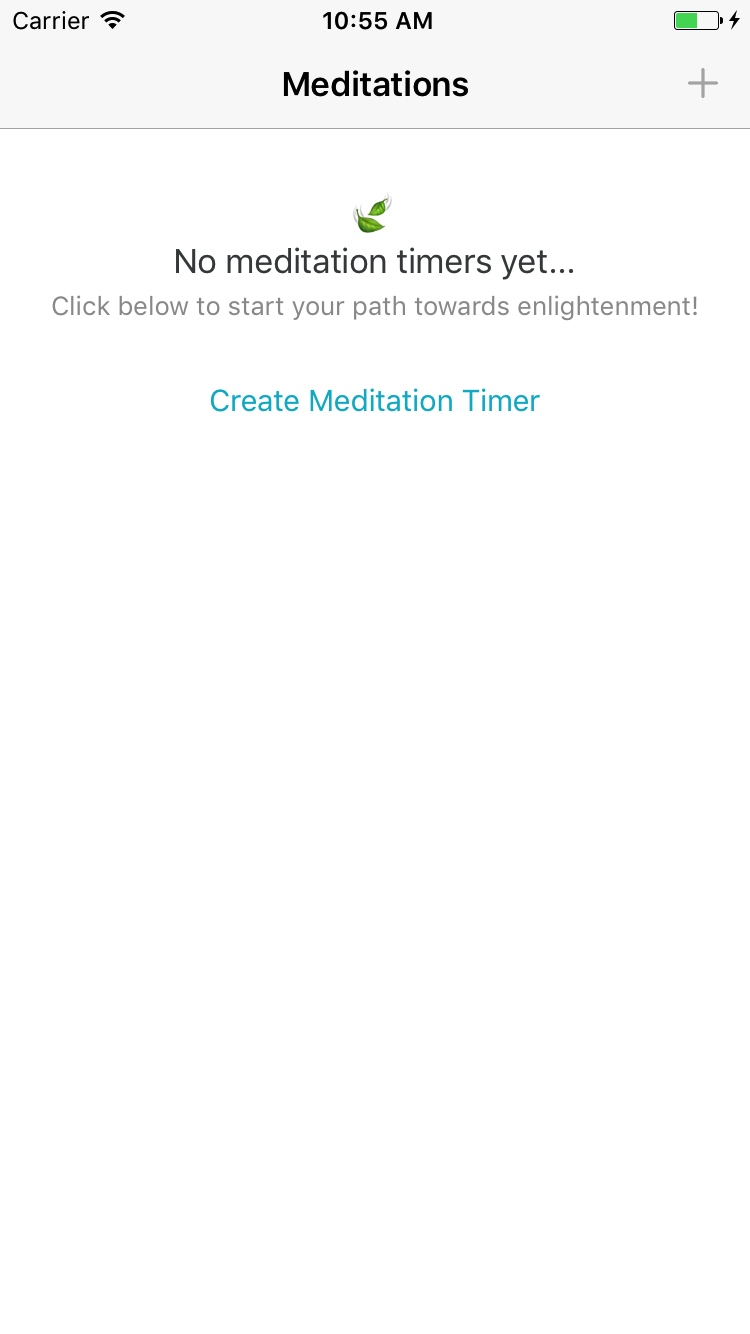 Carrier 10:55 AM
Meditations
No meditation timers yet...
Click below to start your path towards enlightenment!
Create Meditation Timer